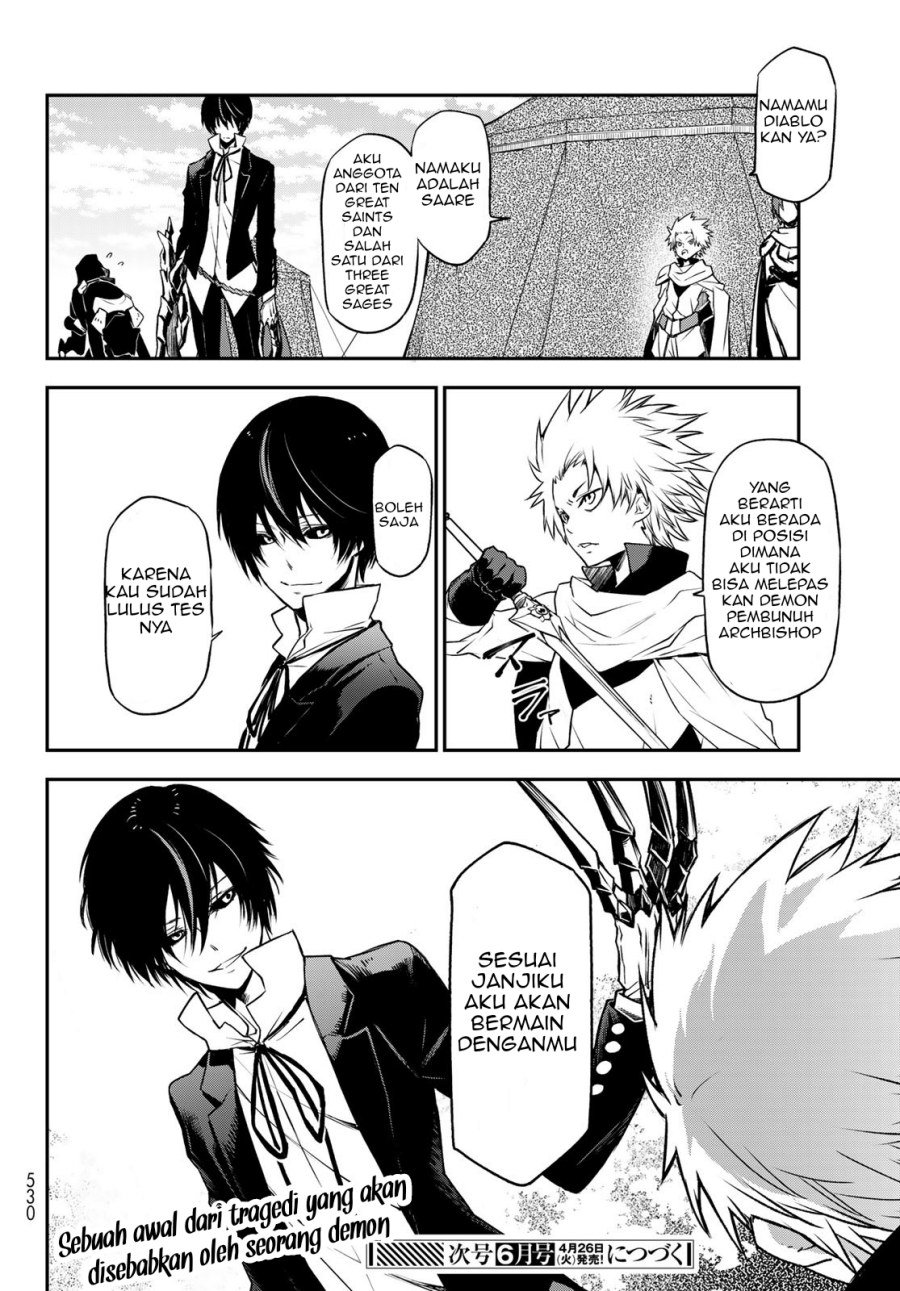 NAMAMU
DIABLO
KAN YA?
NAMAKU
ADALAH
SAARE
AKU
ANGGOTA
DARI TEN
GREAT
SAINTS
DAN
SALAH
SATU DARI
THREE
GREAT
SAGES
YANG
BERARTI
AKU BERADA
DI POSISI
DIMANA
AKU TIDAK
BISA MELEPAS
KAN DEMON
PEMBUNUH
ARCHBISHOP
BOLEH
SAJA
KARENA
KAU SUDAH
LULUS TES
NYA
SESUAI
JANJIKU
AKU AKAN
BERMAIN
DENGANMU
Sebuah awal dari tragedi yang akan
disebabkan oleh seorang demon
次号6月号 4月26日(火)発売! につづく
530